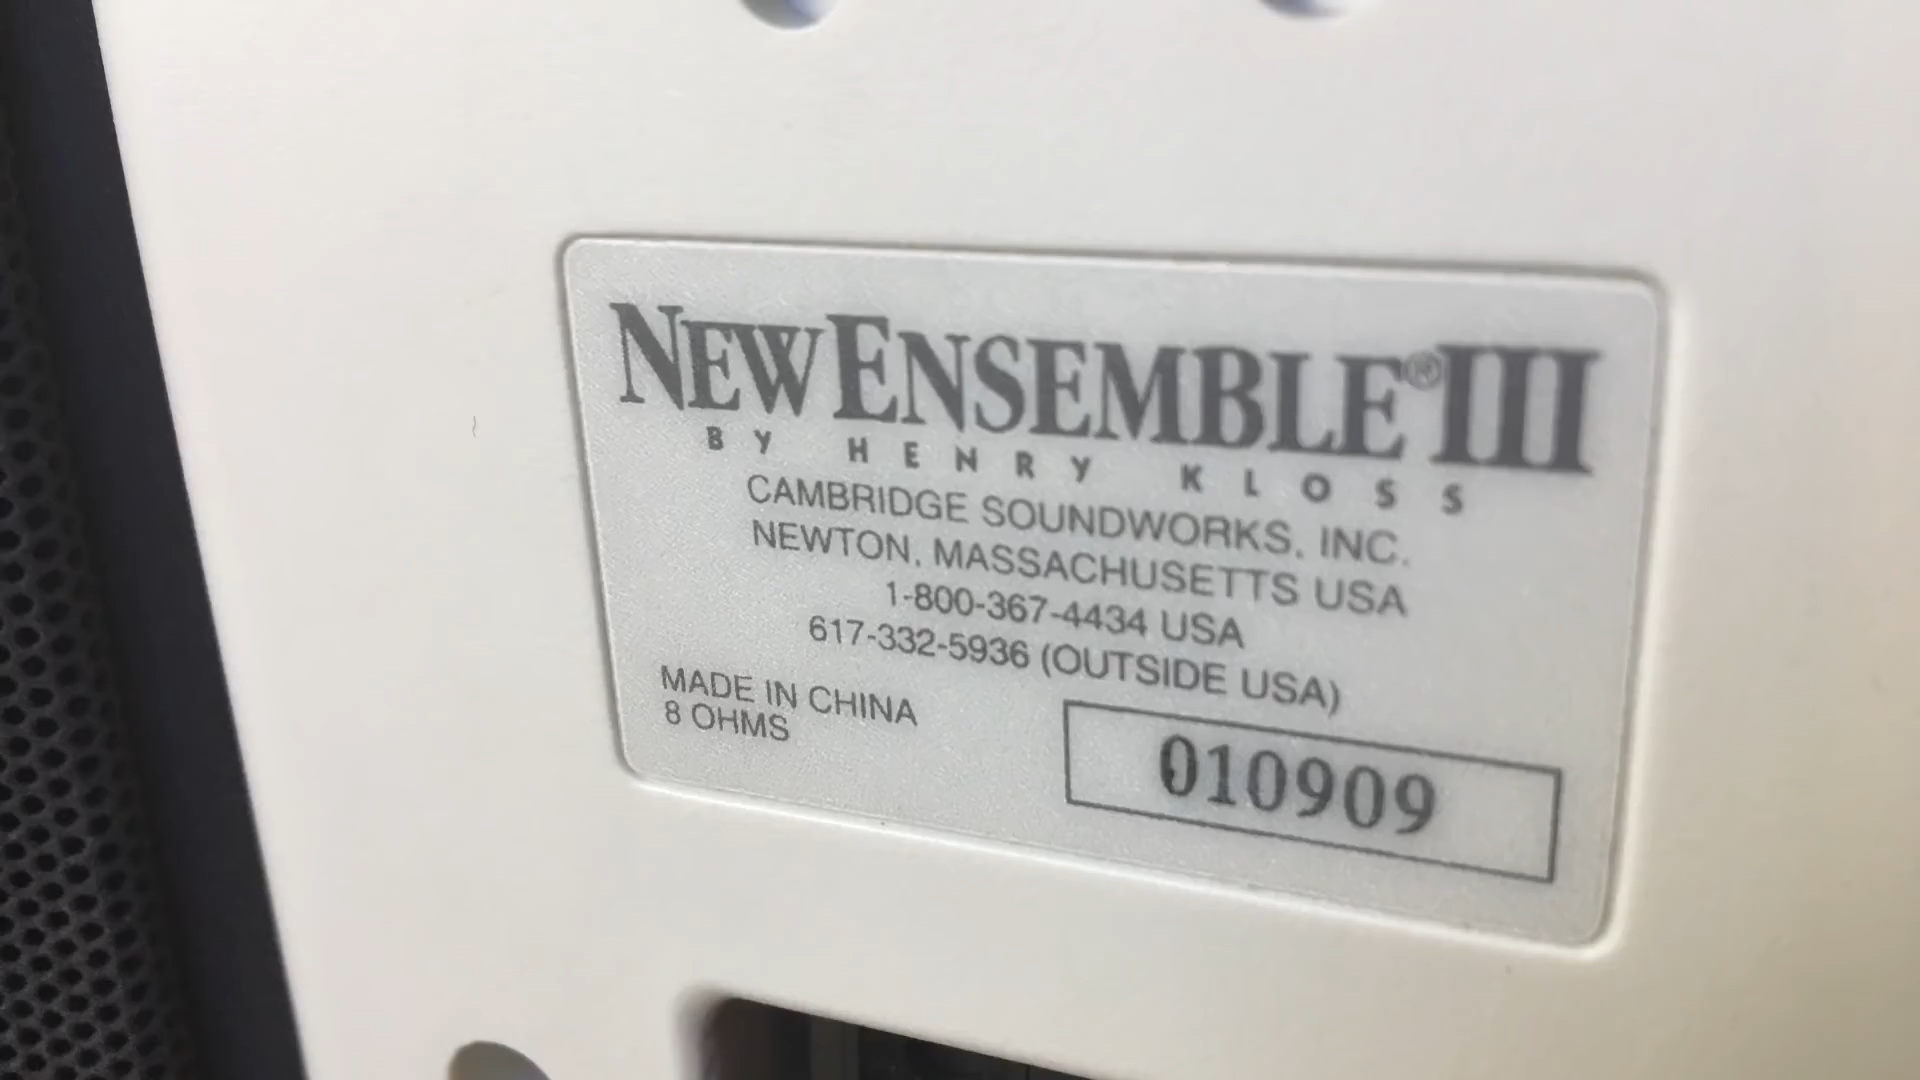 NEWENSEMBLE®III
BY HENRY KLOSS
CAMBRIDGE SOUNDWORKS, INC.
NEWTON, MASSACHUSETTS USA
1-800-367-4434 USA
617-332-5936 (OUTSIDE USA)
MADE IN CHINA
8 OHMS
010909